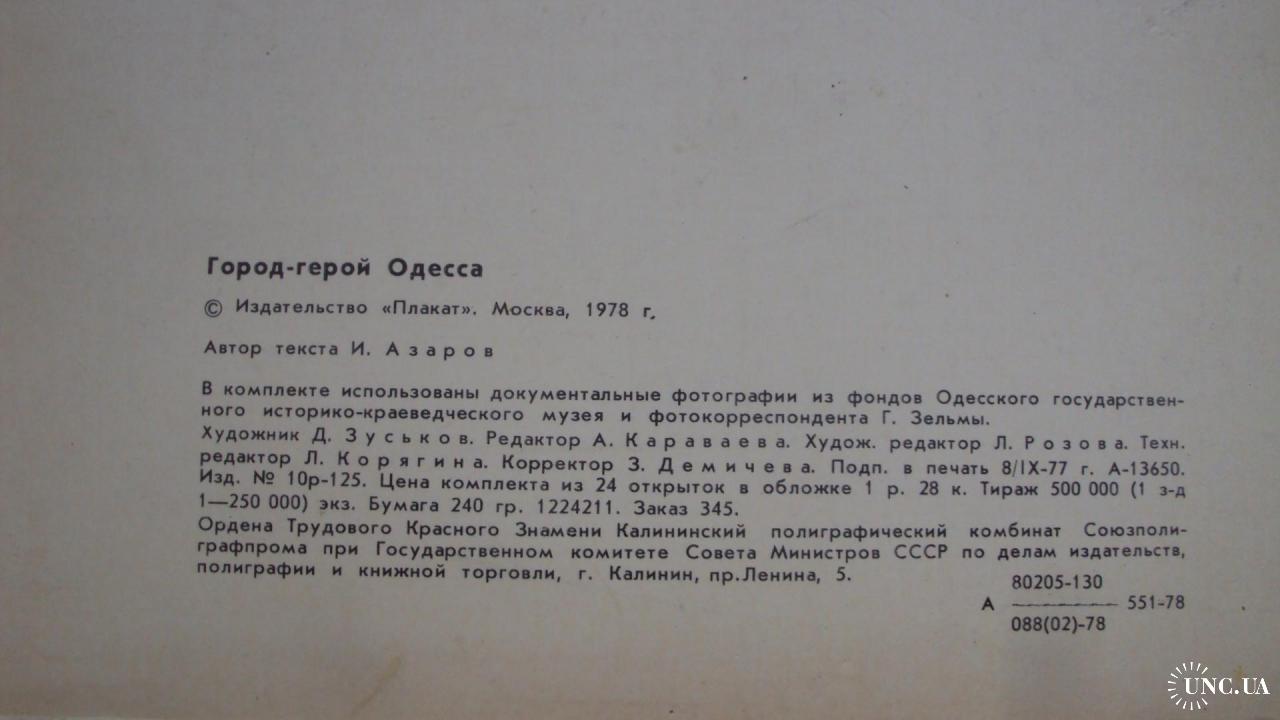 Город-герой Одесса
© Издательство «Плакат». Москва, 1978 г.
Автор текста И. Азаров
В комплекте использованы документальные фотографии из фондов Одесского государствен-
ного историко-краеведческого музея и фотокорреспондента Г. Зельмы.
Художник Д. Зуськов. Редактор А. Караваева. Худож. редактор Л. Розова. Техн.
редактор Л. Корягина. Корректор З. Демичева. Подп. в печать 8/IX-77 г. А-13650.
Изд. № 10р-125. Цена комплекта из 24 открыток в обложке 1 р. 28 к. Тираж 500 000 (1 з-д
1—250 000) экз. Бумага 240 гр. 1224211. Заказ 345.
Ордена Трудового Красного Знамени Калининский полиграфический комбинат Союзполи-
графпрома при Государственном комитете Совета Министров СССР по делам издательств,
полиграфии и книжной торговли, г. Калинин, пр.Ленина, 5.
80205-130
А ———— 551-78
088(02)-78
UNC.UA